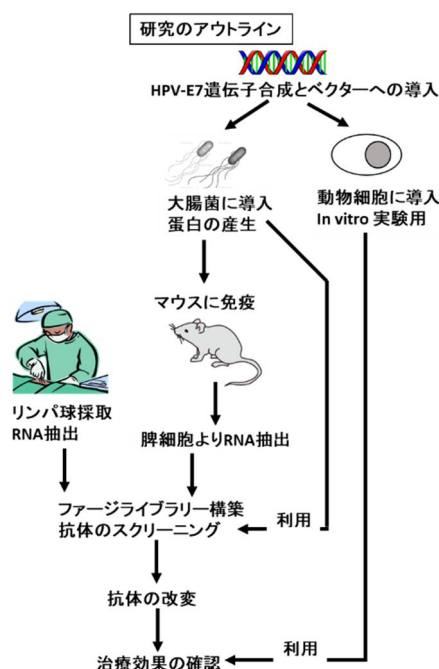 研究のアウトライン
HPV-E7遺伝子合成とベクターへの導入
大腸菌に導入
蛋白の産生
動物細胞に導入
In vitro 実験用
マウスに免疫
リンパ球採取
RNA抽出
脾細胞よりRNA抽出
ファージライブラリー構築
抗体のスクリーニング
利用
抗体の改変
利用
治療効果の確認